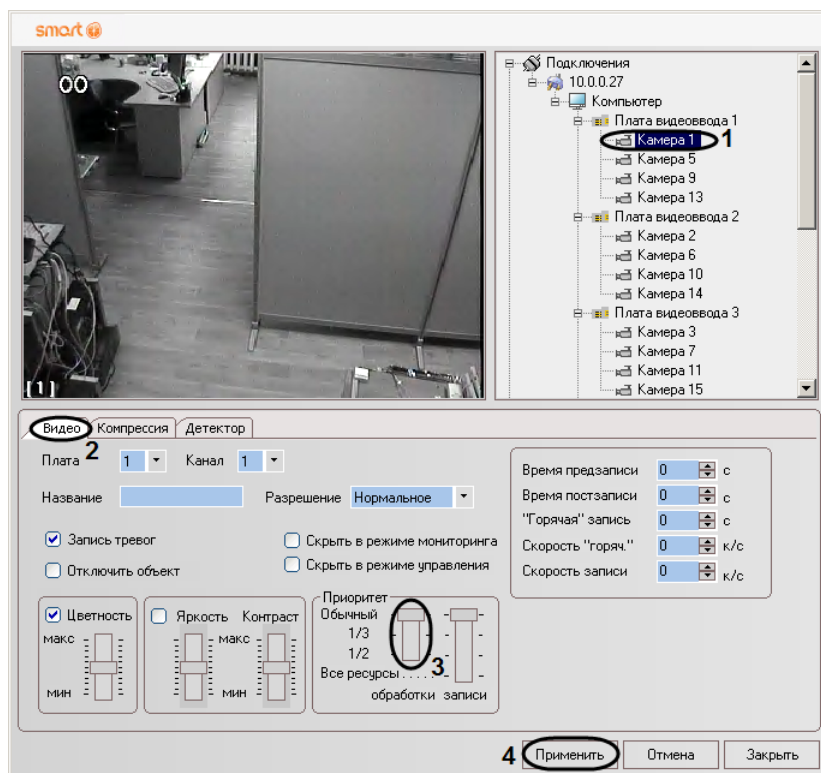 smart
00
[1]
Подключения
10.0.0.27
Компьютер
Плата видеоввода 1
Камера 1
1
Камера 5
Камера 9
Камера 13
Плата видеоввода 2
Камера 2
Камера 6
Камера 10
Камера 14
Плата видеоввода 3
Камера 3
Камера 7
Камера 11
Камера 15
Видео Компрессия Детектор
2
Плата 1 Канал 1
Название Разрешение Нормальное
Запись тревог Скрыть в режиме мониторинга
Отключить объект Скрыть в режиме управления
Время предзаписи 0 с
Время постзаписи 0 с
"Горячая" запись 0 с
Скорость "горяч." 0 к/с
Скорость записи 0 к/с
Цветность
макс
мин
Яркость Контраст
макс
мин
Приоритет
Обычный
1/3
1/2
Все ресурсы . . . . .
3
обработки записи
4 Применить Отмена Закрыть